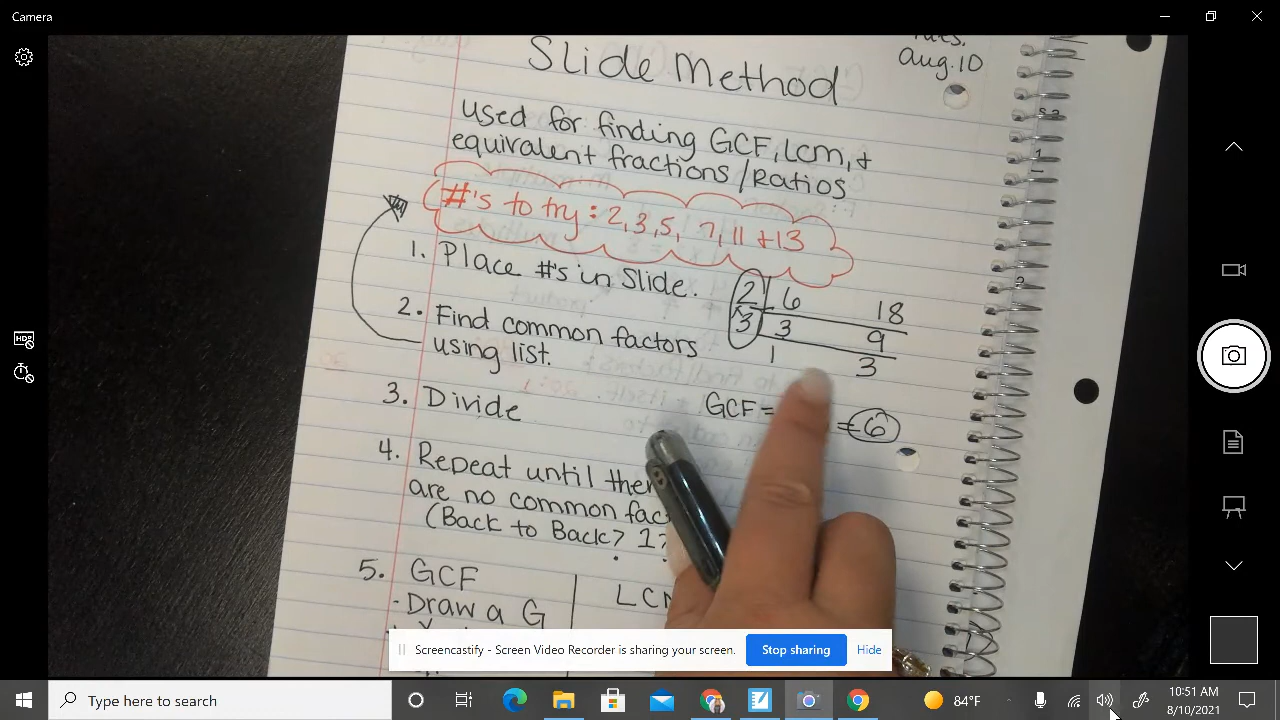 Camera
Slide Method
Aug.10
used for finding GCF, Lcm, +
equivalent fractions/Ratios
#'s to try: 2,3,5, 7,11 +13
1. Place #'s in Slide.
2 6 18
2. Find common factors
3 3 9
using list.
1 3
3. Divide
GCF=
=6
4. Repeat until
are no common
(Back to Back? 1?
5. GCF
-Draw a G
LC
Screencastify - Screen Video Recorder is sharing your screen.
Stop sharing
Hide
Type here to search
84°F
10:51 AM
8/10/2021